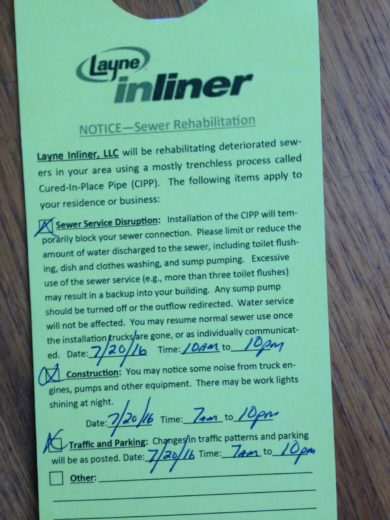 Layne
inliner
NOTICE—Sewer Rehabilitation
Layne Inliner, LLC will be rehabilitating deteriorated sew-
ers in your area using a mostly trenchless process called
Cured-In-Place Pipe (CIPP). The following items apply to
your residence or business:
Sewer Service Disruption: Installation of the CIPP will tem-
porarily block your sewer connection. Please limit or reduce the
amount of water discharged to the sewer, including toilet flush-
ing, dish and clothes washing, and sump pumping. Excessive
use of the sewer service (e.g., more than three toilet flushes)
may result in a backup into your building. Any sump pump
should be turned off or the outflow redirected. Water service
will not be affected. You may resume normal sewer use once
the installation trucks are gone, or as individually communicat-
ed. Date: 7/20/16 Time: 10AM to 10pm
Construction: You may notice some noise from truck en-
gines, pumps and other equipment. There may be work lights
shining at night.
Date: 7/20/16 Time: 7am to 10pm
Traffic and Parking: Changes in traffic patterns and parking
will be as posted. Date: 7/20/16 Time: 7am to 10pm
Other: